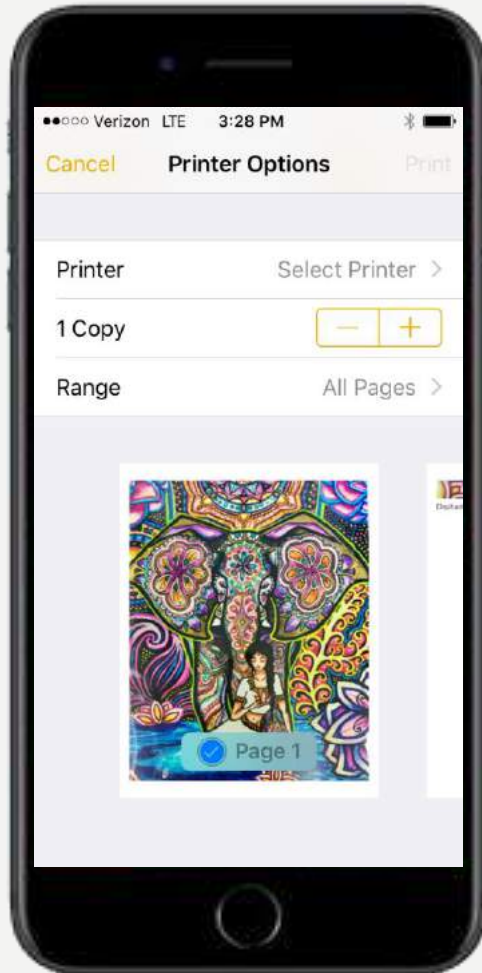 Verizon LTE 3:28 PM
Cancel Printer Options Print
Printer Select Printer >
1 Copy − +
Range All Pages >
Page 1